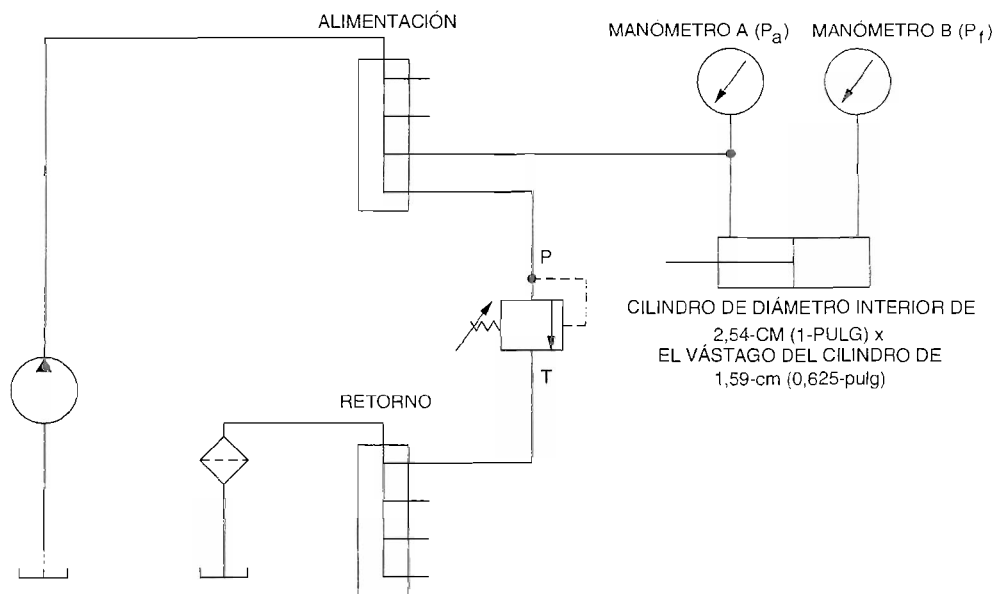 ALIMENTACIÓN
MANÓMETRO A (Pa)
MANÓMETRO B (Pf)
P
CILINDRO DE DIÁMETRO INTERIOR DE
2,54-CM (1-PULG) x
EL VÁSTAGO DEL CILINDRO DE
1,59-cm (0,625-pulg)
T
RETORNO